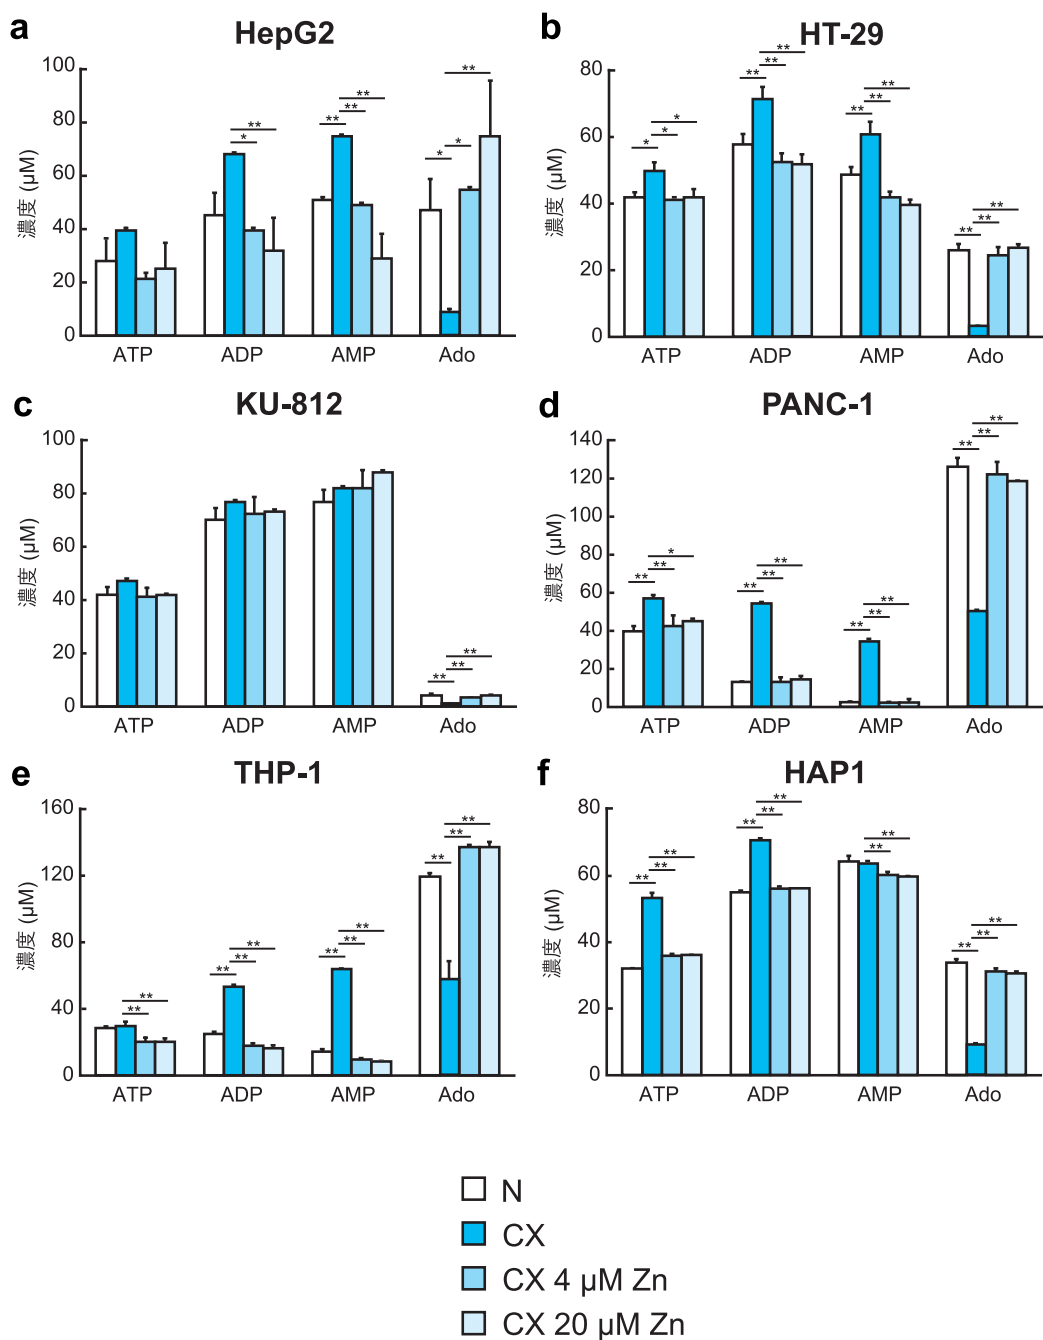 a HepG2
100
80
60
40
20
0
濃度 (µM)
** ** ** ** ** * * * **
ATP ADP AMP Ado
b HT-29
80
60
40
20
0
濃度 (µM)
* * * ** ** ** ** ** ** ** ** **
ATP ADP AMP Ado
c KU-812
100
80
60
40
20
0
濃度 (µM)
** ** **
ATP ADP AMP Ado
d PANC-1
140
120
100
80
60
40
20
0
濃度 (µM)
** ** * ** ** ** ** ** ** ** ** **
ATP ADP AMP Ado
e THP-1
160
120
80
40
0
濃度 (µM)
** ** ** ** ** ** ** ** ** ** **
ATP ADP AMP Ado
f HAP1
80
60
40
20
0
濃度 (µM)
** ** ** ** ** ** ** ** ** ** **
ATP ADP AMP Ado
N
CX
CX 4 µM Zn
CX 20 µM Zn